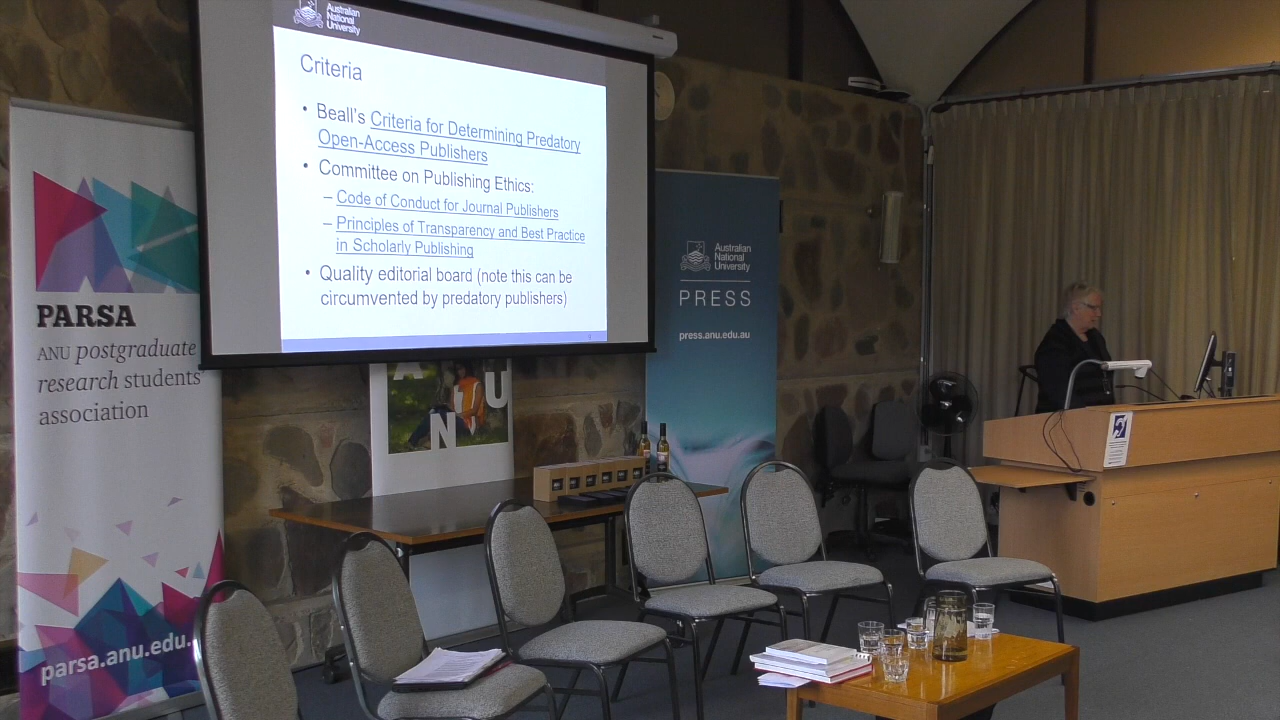 Australian
National
University
Criteria
• Beall's Criteria for Determining Predatory
Open-Access Publishers
• Committee on Publishing Ethics:
– Code of Conduct for Journal Publishers
– Principles of Transparency and Best Practice
in Scholarly Publishing
• Quality editorial board (note this can be
circumvented by predatory publishers)
PARSA
ANU postgraduate
research students
association
parsa.anu.edu.
A
N
U
Australian
National
University
PRESS
press.anu.edu.au